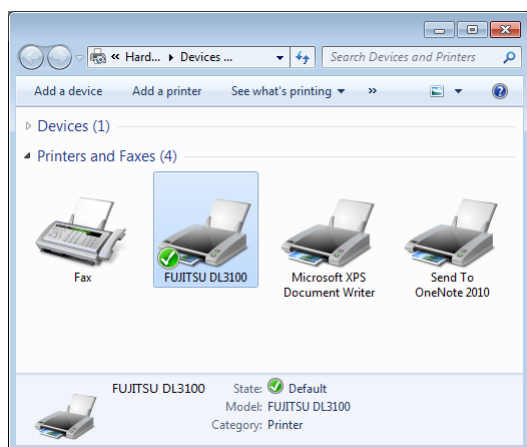 « Hard... ▸ Devices ...
Search Devices and Printers
Add a device Add a printer See what's printing »
Devices (1)
Printers and Faxes (4)
Fax
FUJITSU DL3100
Microsoft XPS
Document Writer
Send To
OneNote 2010
FUJITSU DL3100 State: Default
Model: FUJITSU DL3100
Category: Printer